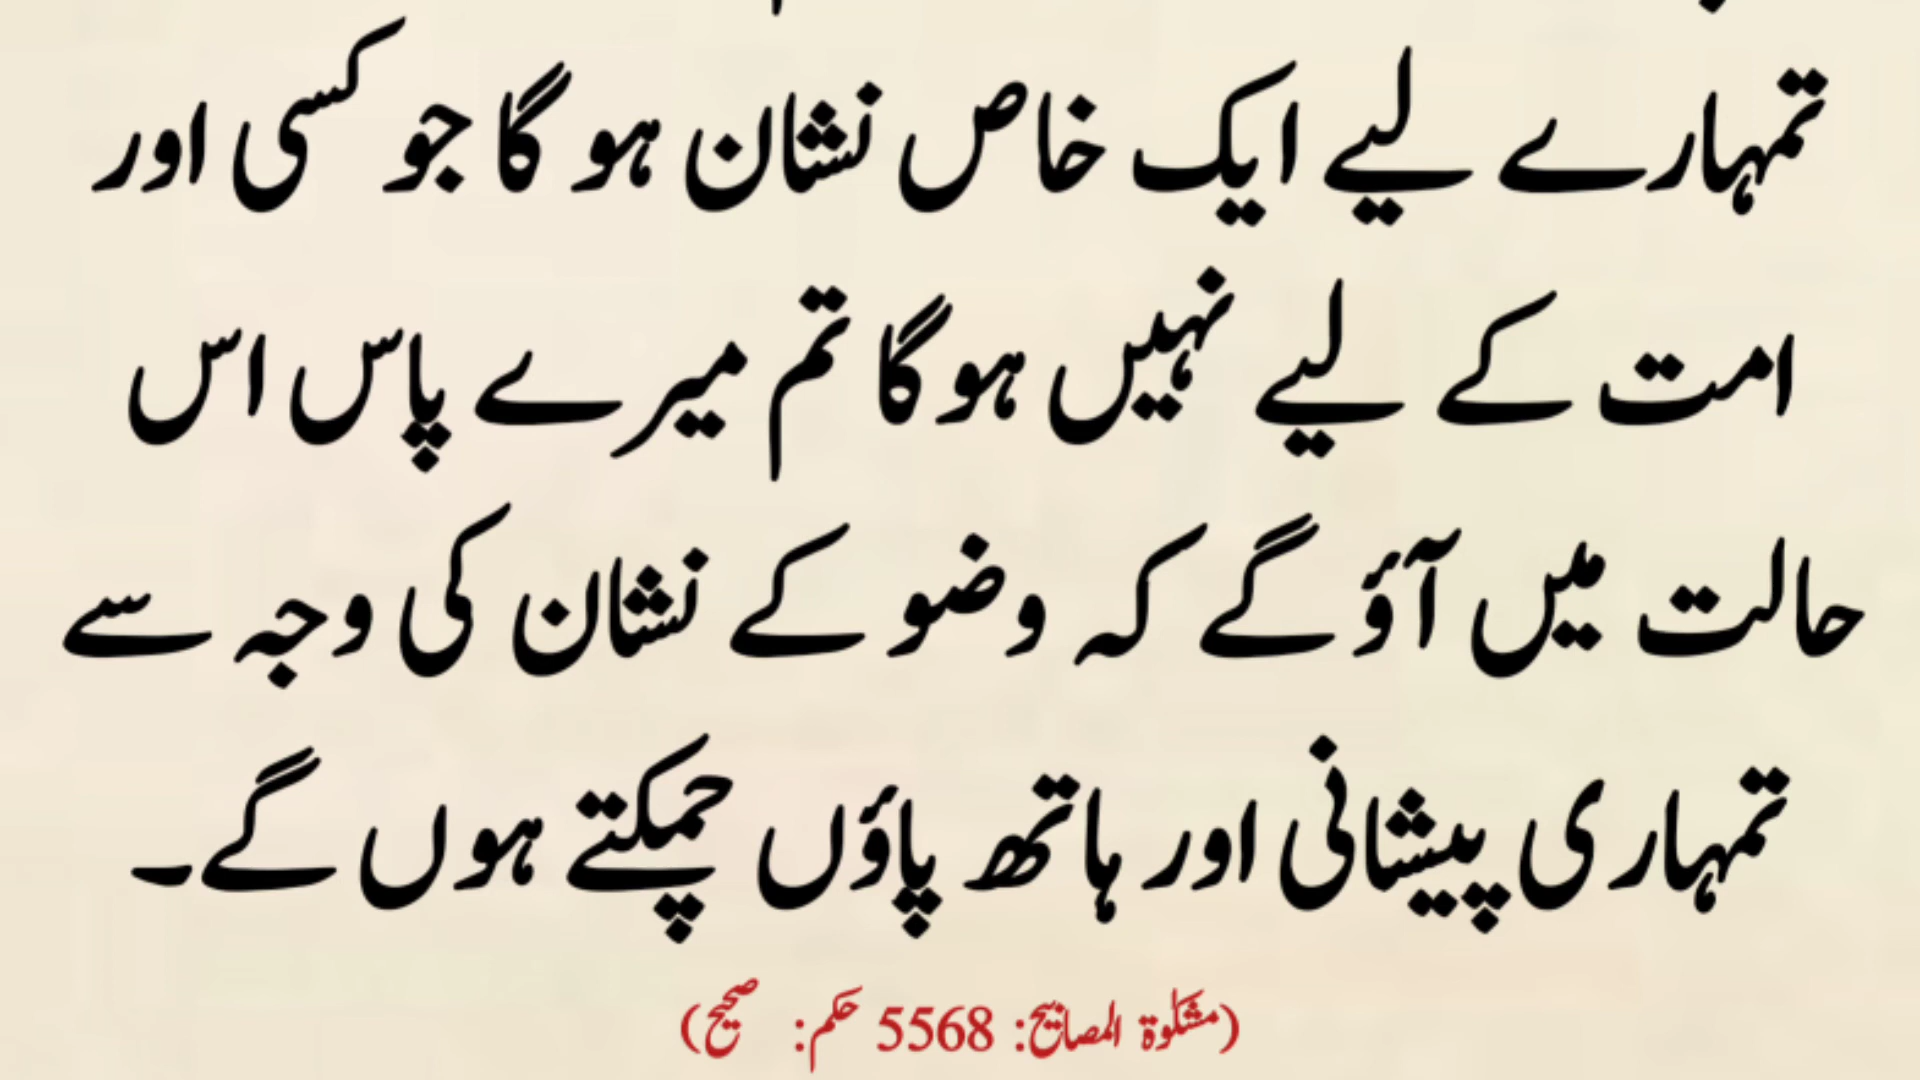 تمہارے لیے ایک خاص نشان ہو گا جو کسی اور
امت کے لیے نہیں ہوگا تم میرے پاس اس
حالت میں آؤ گے کہ وضو کے نشان کی وجہ سے
تمہاری پیشانی اور ہاتھ پاؤں چمکتے ہوں گے۔
(مشکوۃ المصابیح: 5568 حکم: صحیح)